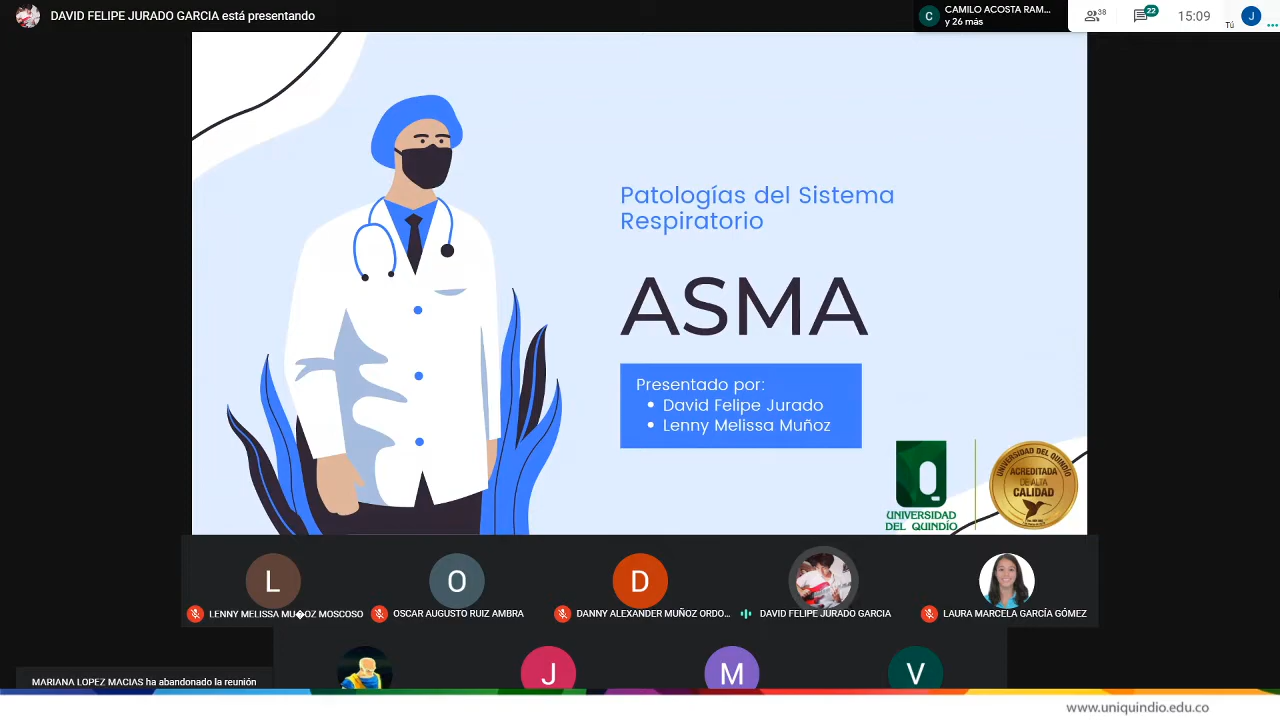 DAVID FELIPE JURADO GARCIA está presentando
C
CAMILO ACOSTA RAM...
y 26 más
38
22
15:09
Tú
J
Patologías del Sistema
Respiratorio
ASMA
Presentado por:
• David Felipe Jurado
• Lenny Melissa Muñoz
UNIVERSIDAD
DEL QUINDÍO
UNIVERSIDAD DEL QUINDÍO
ACREDITADA
DE ALTA
CALIDAD
L
O
D
LENNY MELISSA MU�OZ MOSCOSO
OSCAR AUGUSTO RUIZ AMBRA
DANNY ALEXANDER MUÑOZ ORDO...
DAVID FELIPE JURADO GARCIA
LAURA MARCELA GARCÍA GÓMEZ
J
M
V
MARIANA LOPEZ MACIAS ha abandonado la reunión
www.uniquindio.edu.co